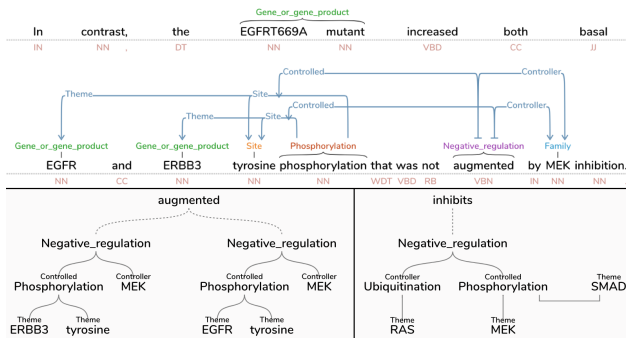 Gene_or_gene_product
In contrast, the EGFRT669A mutant increased both basal
IN NN , DT NN NN VBD CC JJ
Controlled Controller
Theme Site
Controlled Controller
Theme Site
Gene_or_gene_product Gene_or_gene_product Site Phosphorylation Negative_regulation Family
EGFR and ERBB3 tyrosine phosphorylation that was not augmented by MEK inhibition.
NN CC NN NN NN WDT VBD RB VBN IN NN NN
augmented
Negative_regulation Negative_regulation
Controlled Controller Controlled Controller
Phosphorylation MEK Phosphorylation MEK
Theme Theme Theme Theme
ERBB3 tyrosine EGFR tyrosine
inhibits
Negative_regulation
Controlled Controlled Theme
Ubiquitination Phosphorylation SMAD
Theme Theme
RAS MEK